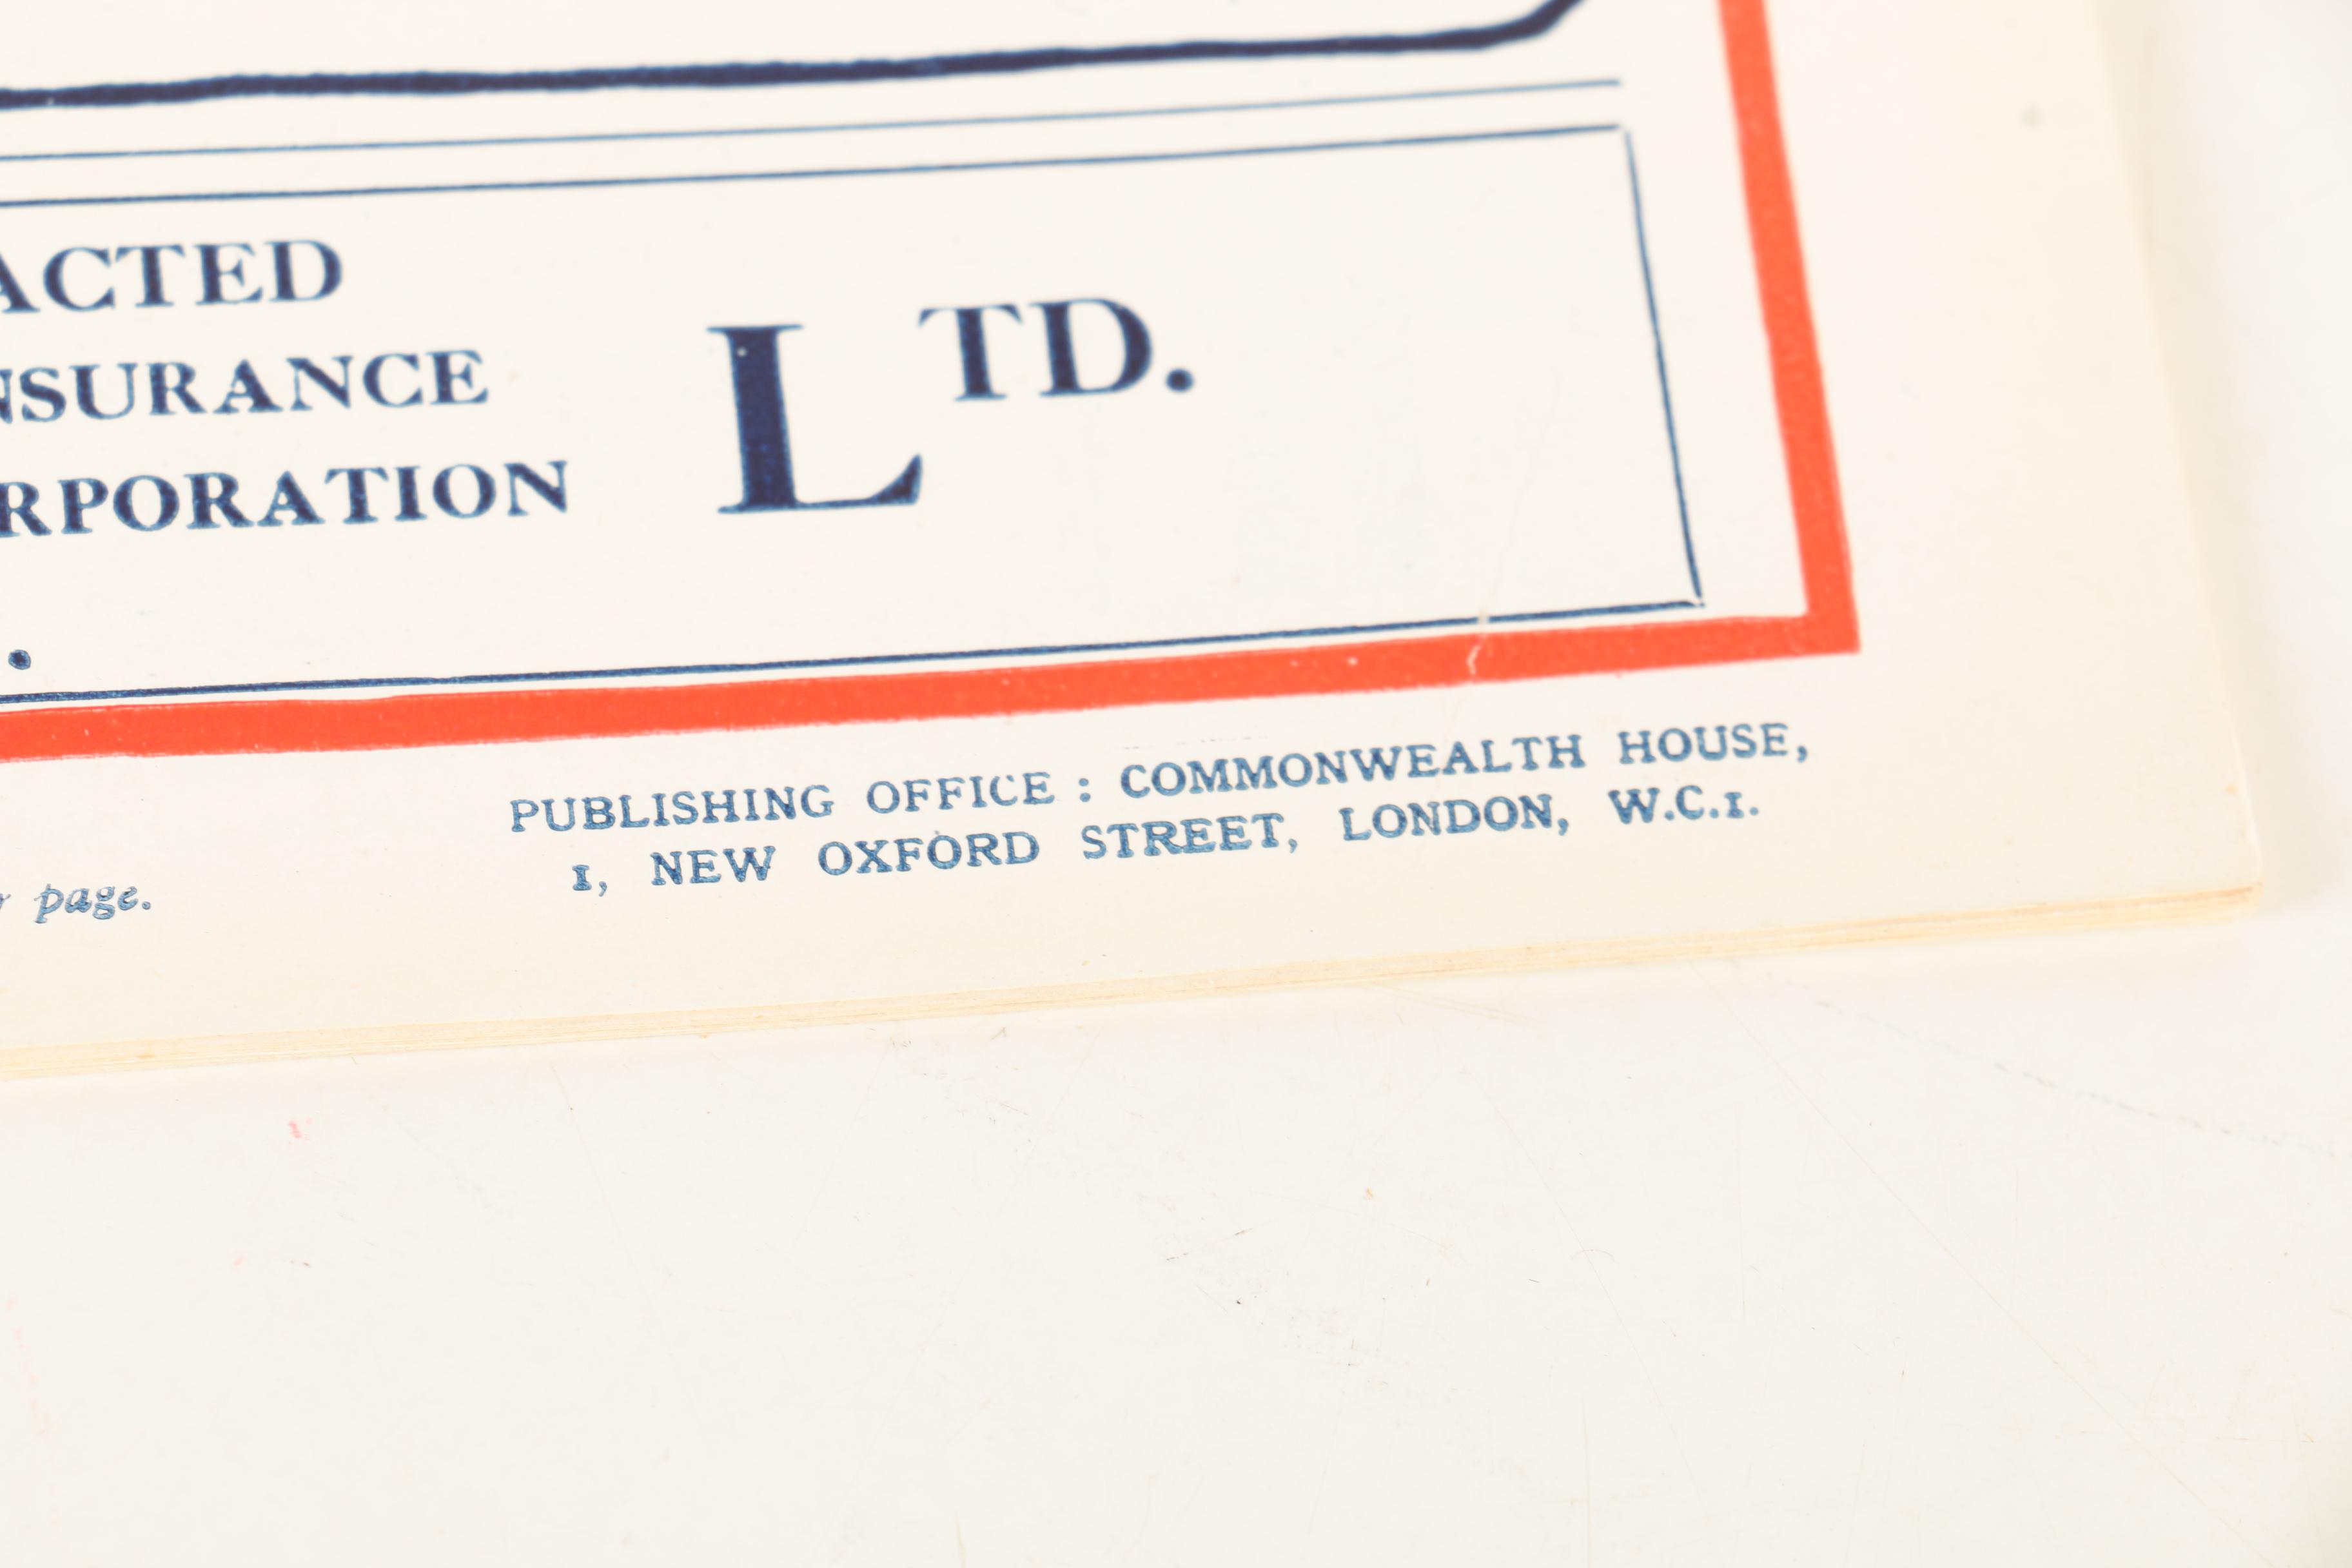 ACTED
NSURANCE
RPORATION
LTD.
.
page.
PUBLISHING OFFICE : COMMONWEALTH HOUSE,
1, NEW OXFORD STREET, LONDON, W.C.1.